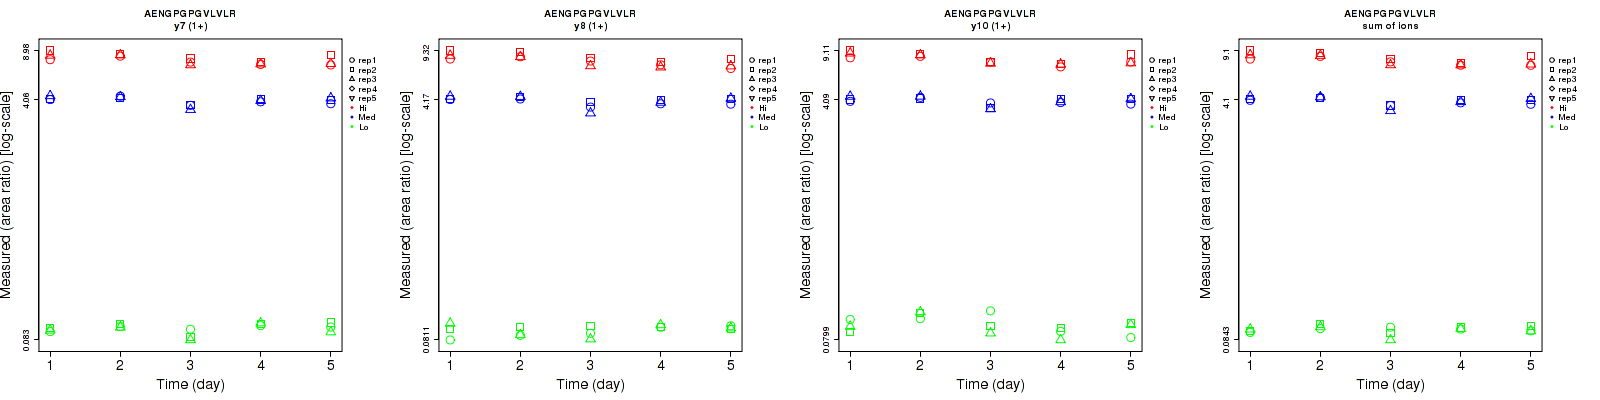 AENGPGPGVLVLR
y7 (1+)
Measured (area ratio) [log-scale]
8.98
4.06
0.083
1 2 3 4 5
Time (day)
rep1
rep2
rep3
rep4
rep5
Hi
Med
Lo
AENGPGPGVLVLR
y8 (1+)
Measured (area ratio) [log-scale]
9.32
4.17
0.0811
1 2 3 4 5
Time (day)
rep1
rep2
rep3
rep4
rep5
Hi
Med
Lo
AENGPGPGVLVLR
y10 (1+)
Measured (area ratio) [log-scale]
9.11
4.09
0.0799
1 2 3 4 5
Time (day)
rep1
rep2
rep3
rep4
rep5
Hi
Med
Lo
AENGPGPGVLVLR
sum of ions
Measured (area ratio) [log-scale]
9.1
4.1
0.0843
1 2 3 4 5
Time (day)
rep1
rep2
rep3
rep4
rep5
Hi
Med
Lo